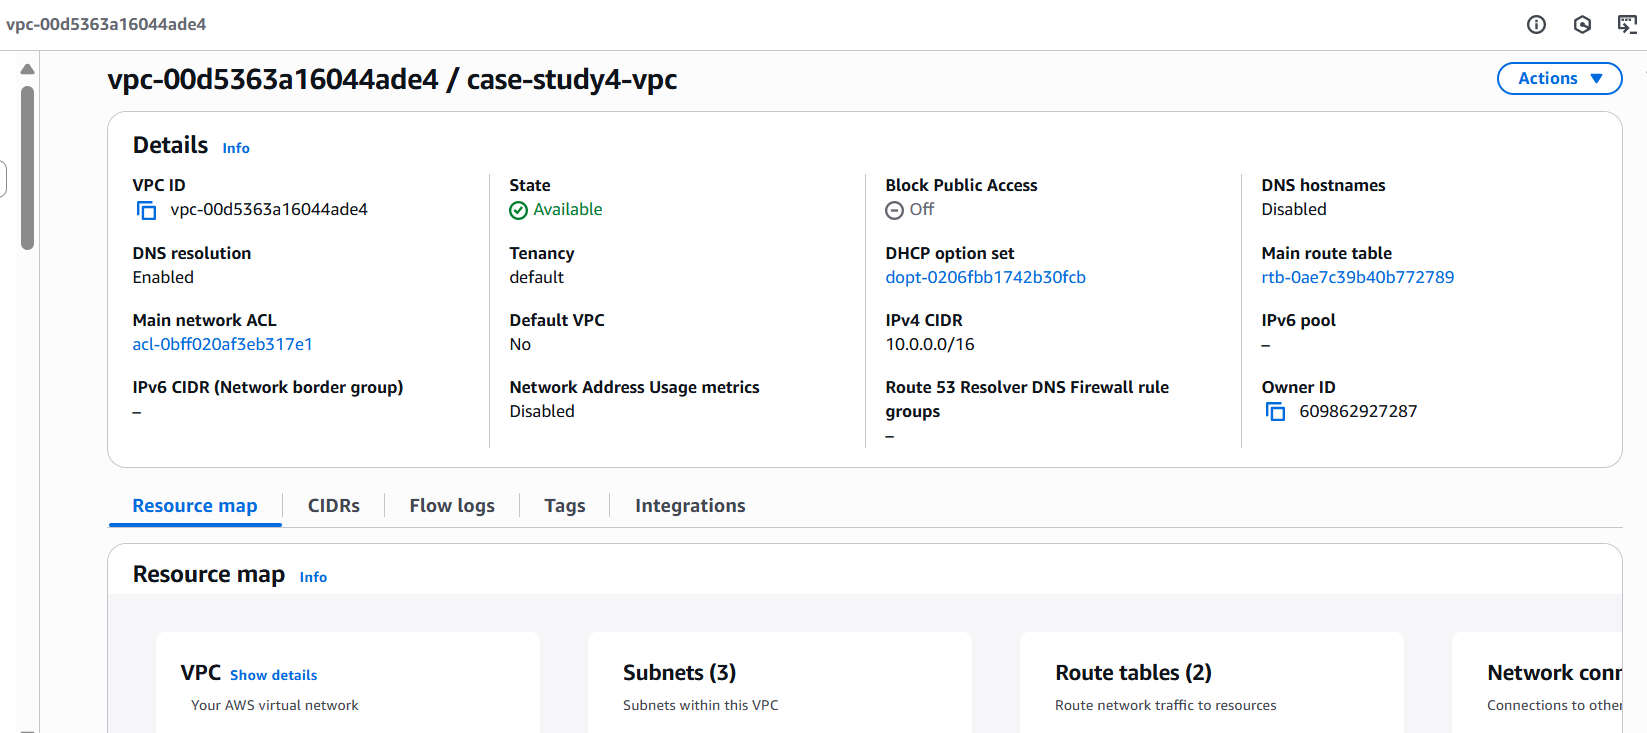 vpc-00d5363a16044ade4
vpc-00d5363a16044ade4 / case-study4-vpc
Actions
Details Info
VPC ID
vpc-00d5363a16044ade4
State
Available
Block Public Access
Off
DNS hostnames
Disabled
DNS resolution
Enabled
Tenancy
default
DHCP option set
dopt-0206fbb1742b30fcb
Main route table
rtb-0ae7c39b40b772789
Main network ACL
acl-0bff020af3eb317e1
Default VPC
No
IPv4 CIDR
10.0.0.0/16
IPv6 pool
–
IPv6 CIDR (Network border group)
–
Network Address Usage metrics
Disabled
Route 53 Resolver DNS Firewall rule
groups
–
Owner ID
609862927287
Resource map
CIDRs
Flow logs
Tags
Integrations
Resource map Info
VPC Show details
Your AWS virtual network
Subnets (3)
Subnets within this VPC
Route tables (2)
Route network traffic to resources
Network conn
Connections to other